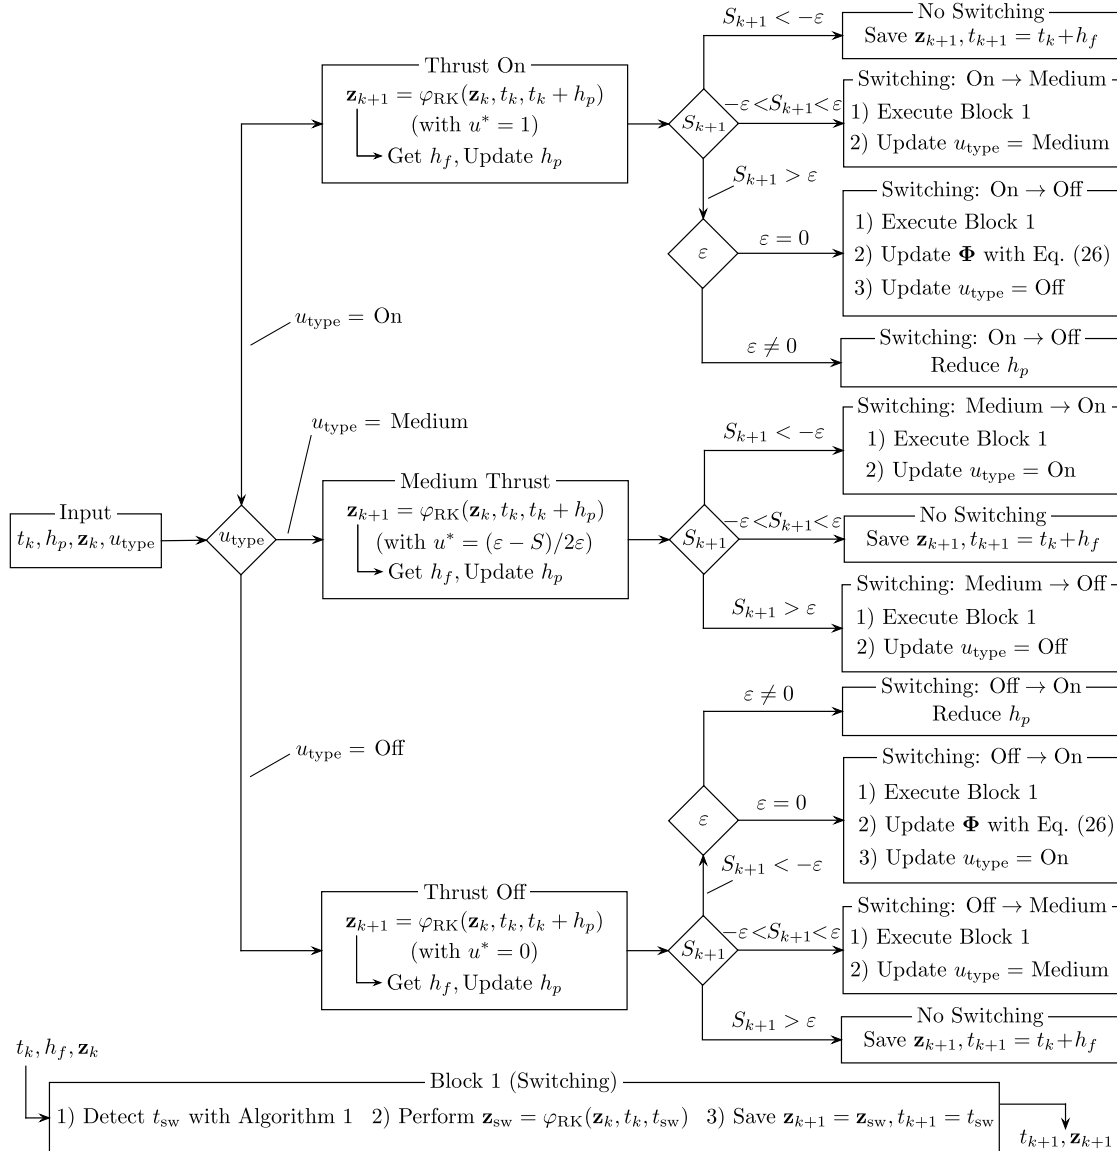 Thrust On
z_{k+1} = φ_RK(z_k, t_k, t_k + h_p)
(with u* = 1)
Get h_f, Update h_p
S_{k+1}
S_{k+1} < −ε
No Switching
Save z_{k+1}, t_{k+1} = t_k + h_f
−ε < S_{k+1} < ε
Switching: On → Medium
1) Execute Block 1
2) Update u_type = Medium
S_{k+1} > ε
ε
ε = 0
Switching: On → Off
1) Execute Block 1
2) Update Φ with Eq. (26)
3) Update u_type = Off
ε ≠ 0
Switching: On → Off
Reduce h_p
u_type = On
u_type = Medium
Input
t_k, h_p, z_k, u_type
u_type
Medium Thrust
z_{k+1} = φ_RK(z_k, t_k, t_k + h_p)
(with u* = (ε − S)/2ε)
Get h_f, Update h_p
S_{k+1}
S_{k+1} < −ε
Switching: Medium → On
1) Execute Block 1
2) Update u_type = On
−ε < S_{k+1} < ε
No Switching
Save z_{k+1}, t_{k+1} = t_k + h_f
S_{k+1} > ε
Switching: Medium → Off
1) Execute Block 1
2) Update u_type = Off
u_type = Off
ε ≠ 0
Switching: Off → On
Reduce h_p
ε
ε = 0
Switching: Off → On
1) Execute Block 1
2) Update Φ with Eq. (26)
3) Update u_type = On
S_{k+1} < −ε
Thrust Off
z_{k+1} = φ_RK(z_k, t_k, t_k + h_p)
(with u* = 0)
Get h_f, Update h_p
S_{k+1}
−ε < S_{k+1} < ε
Switching: Off → Medium
1) Execute Block 1
2) Update u_type = Medium
S_{k+1} > ε
No Switching
Save z_{k+1}, t_{k+1} = t_k + h_f
t_k, h_f, z_k
Block 1 (Switching)
1) Detect t_sw with Algorithm 1 2) Perform z_sw = φ_RK(z_k, t_k, t_sw) 3) Save z_{k+1} = z_sw, t_{k+1} = t_sw
t_{k+1}, z_{k+1}